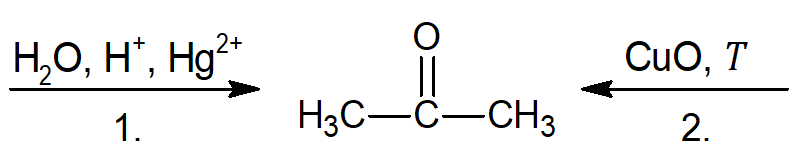 O
H₂O, H⁺, Hg²⁺
CuO, T
H₃C—C—CH₃
1.
2.